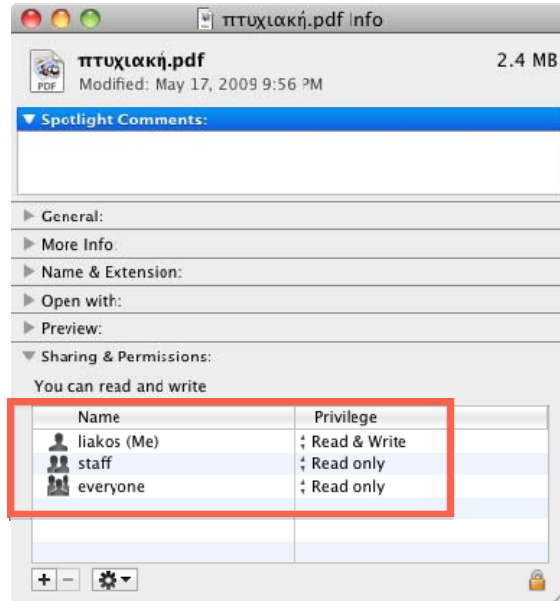 πτυχιακή.pdf Info
πτυχιακή.pdf 2.4 MB
PDF Modified: May 17, 2009 9:56 PM
▼ Spotlight Comments:
▶ General:
▶ More Info:
▶ Name & Extension:
▶ Open with:
▶ Preview:
▼ Sharing & Permissions:
You can read and write
Name Privilege
liakos (Me) Read & Write
staff Read only
everyone Read only